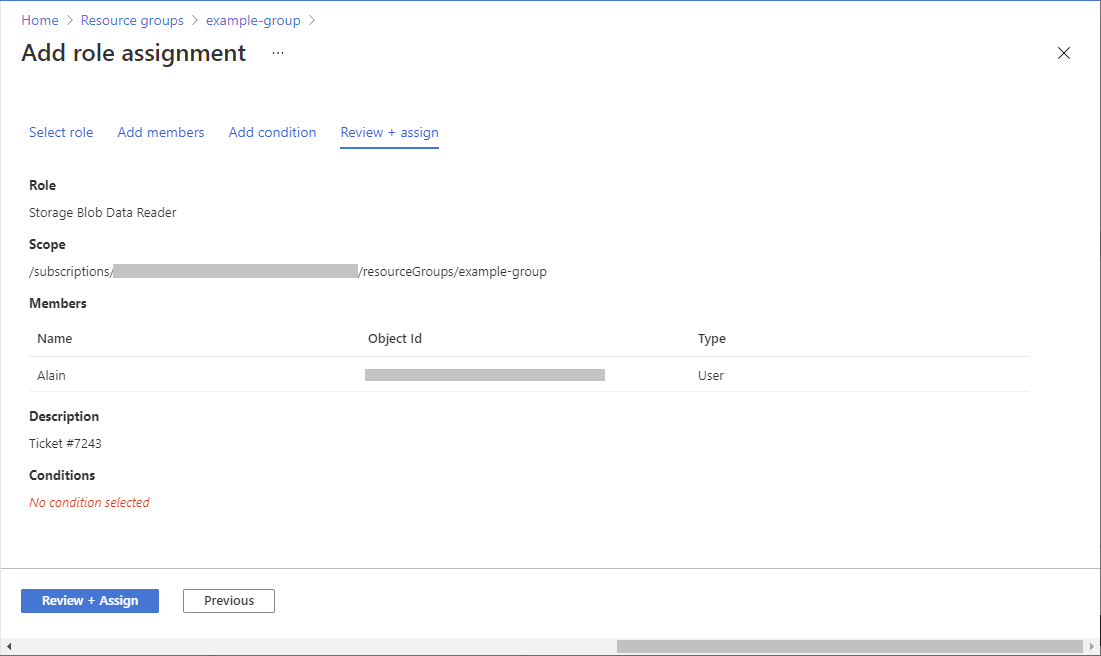 Home > Resource groups > example-group >
Add role assignment ...
Select role Add members Add condition Review + assign
Role
Storage Blob Data Reader
Scope
/subscriptions/ /resourceGroups/example-group
Members
Name Object Id Type
Alain User
Description
Ticket #7243
Conditions
No condition selected
Review + Assign Previous